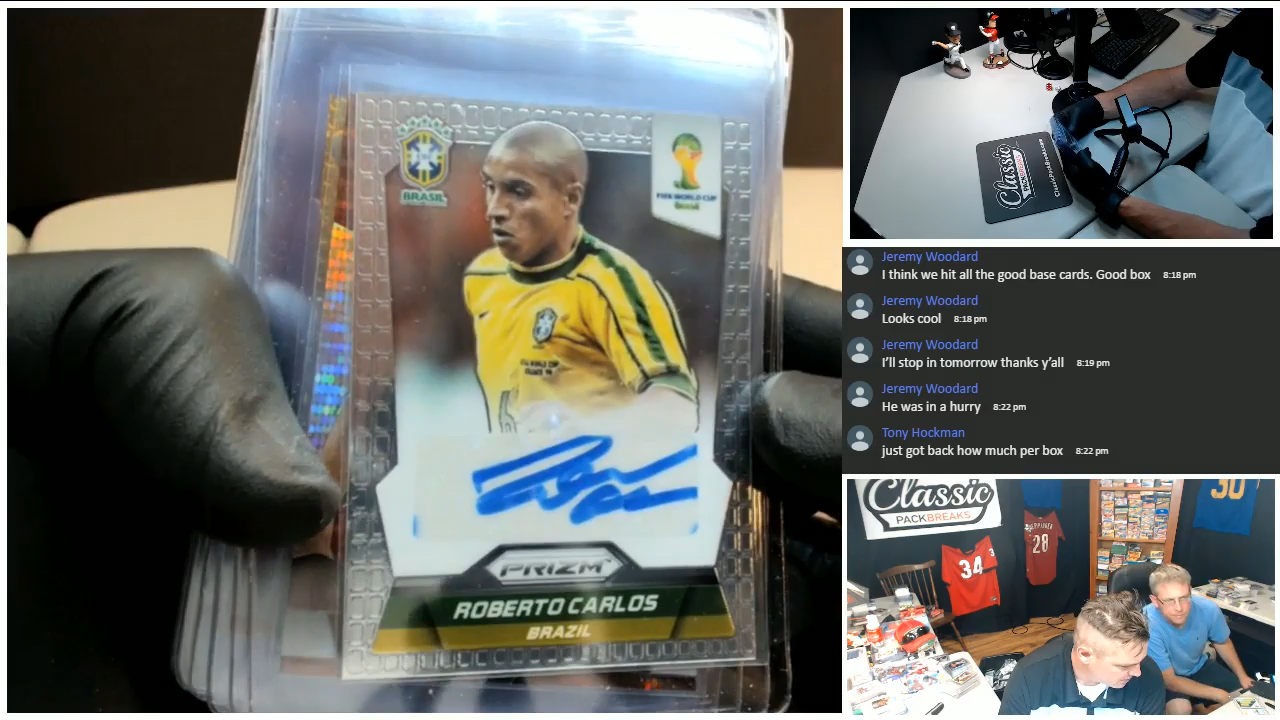 BRASIL
FIFA WORLD CUP
Brasil
PRIZM
ROBERTO CARLOS
BRAZIL
Classic
PACK BREAKS
Jeremy Woodard
I think we hit all the good base cards. Good box 8:18 pm
Jeremy Woodard
Looks cool 8:18 pm
Jeremy Woodard
I'll stop in tomorrow thanks y'all 8:19 pm
Jeremy Woodard
He was in a hurry 8:22 pm
Tony Hockman
just got back how much per box 8:22 pm
Classic
PACKBREAKS
34
28
30